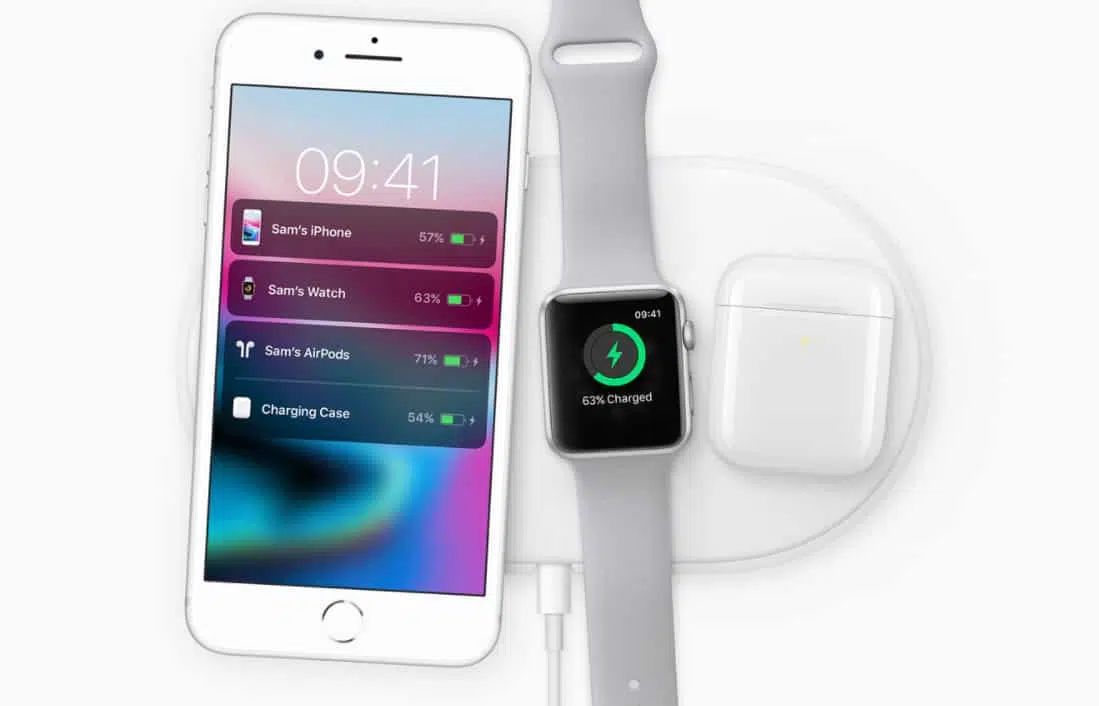 09:41
Sam's iPhone 57%
Sam's Watch 63%
Sam's AirPods 71%
Charging Case 54%
09:41
63% Charged